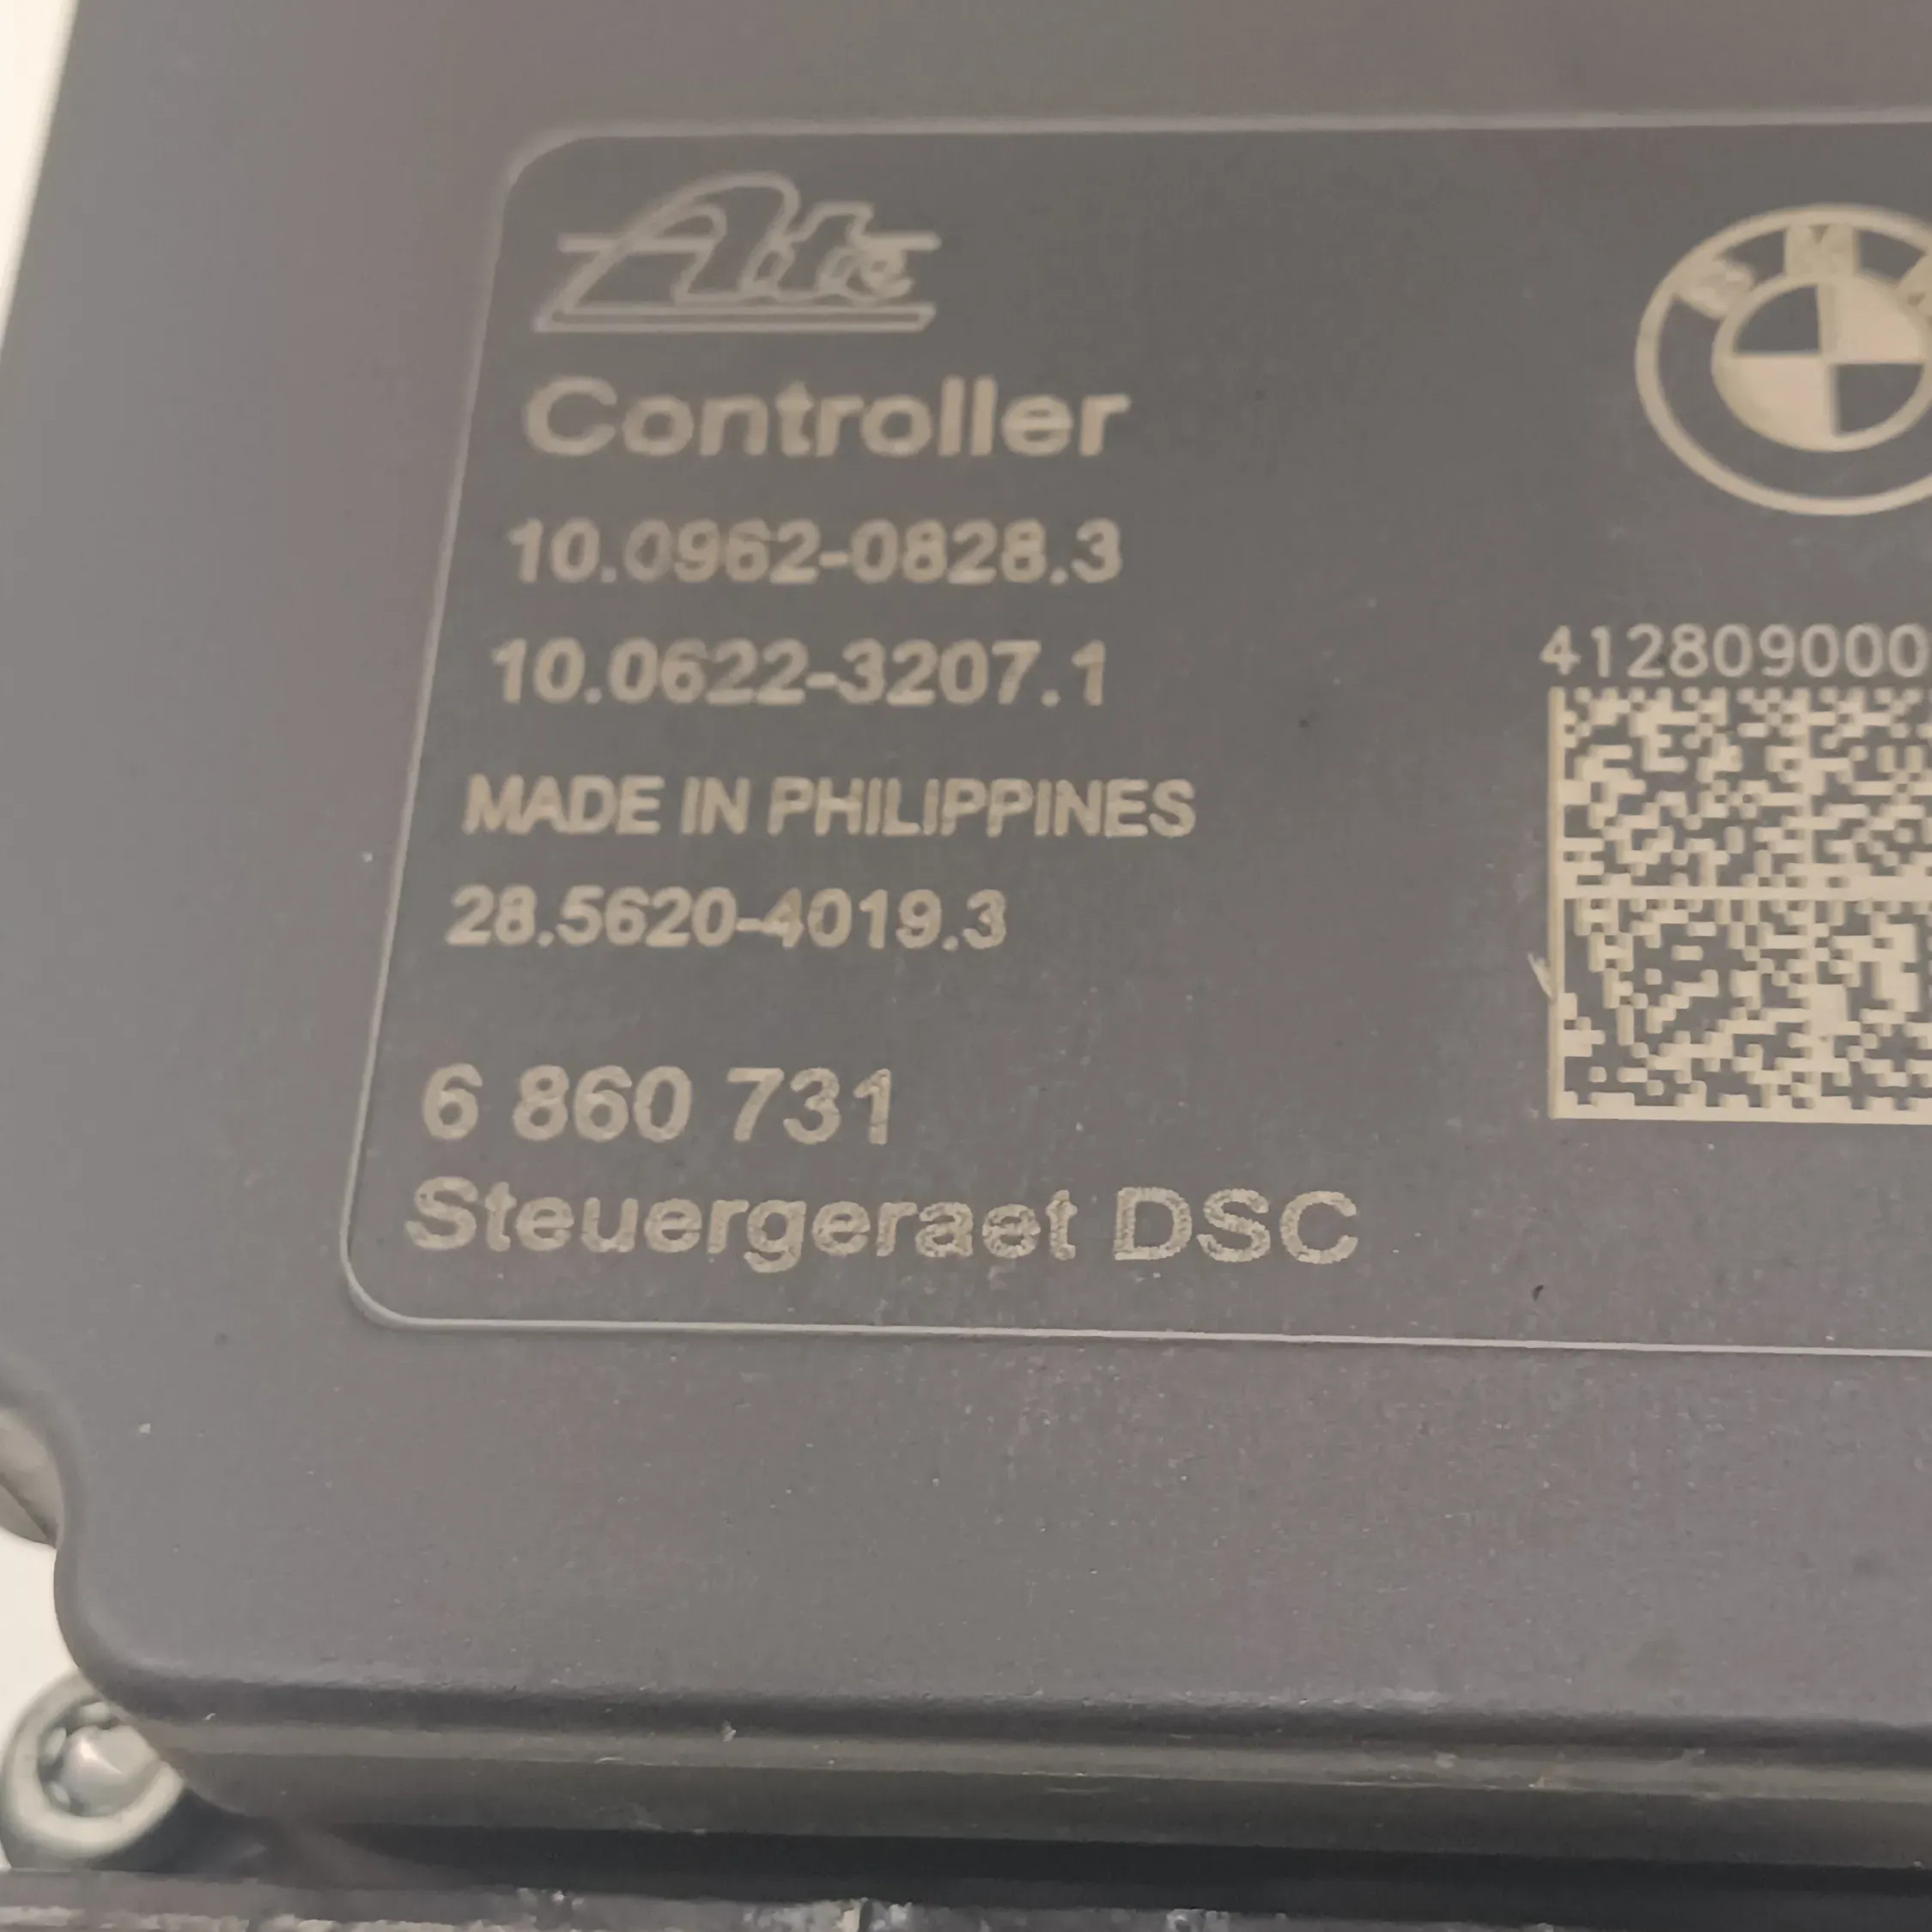 Ate
Controller
10.0962-0828.3
10.0622-3207.1
MADE IN PHILIPPINES
28.5620-4019.3
6 860 731
Steuergeraet DSC
BM
412809000